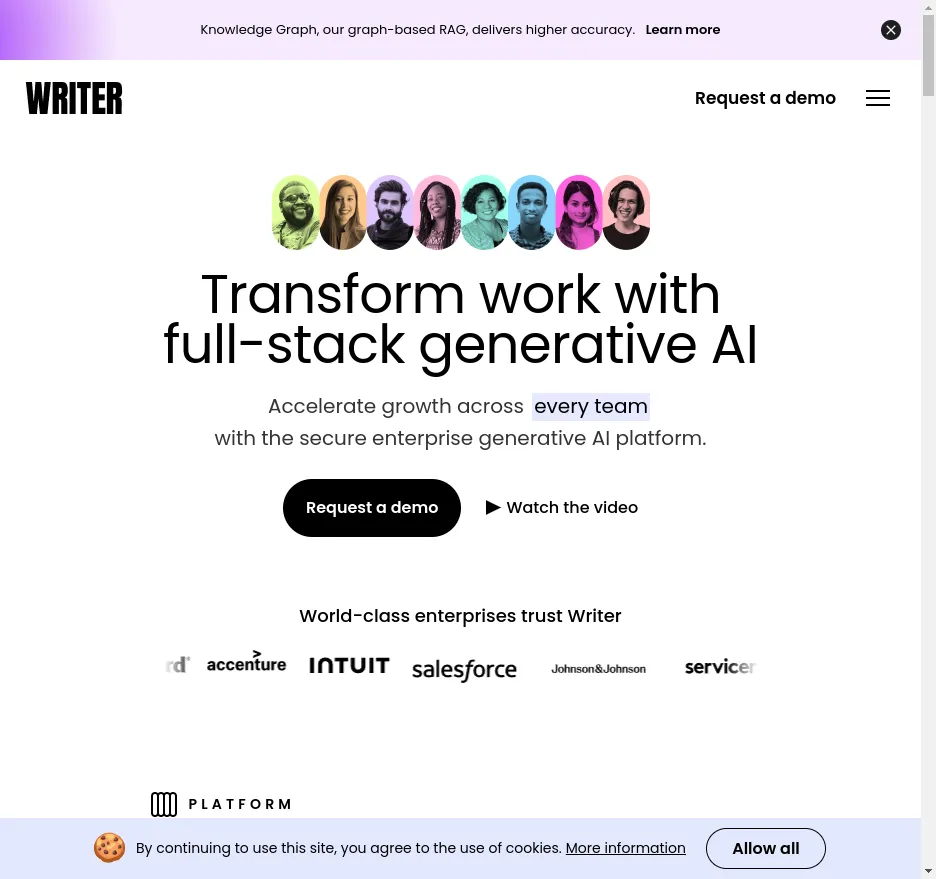 Knowledge Graph, our graph-based RAG, delivers higher accuracy. Learn more
WRITER
Request a demo
Transform work with
full-stack generative AI
Accelerate growth across every team
with the secure enterprise generative AI platform.
Request a demo
Watch the video
World-class enterprises trust Writer
rd
accenture
INTUIT
salesforce
Johnson&Johnson
servicer
PLATFORM
By continuing to use this site, you agree to the use of cookies. More information
Allow all